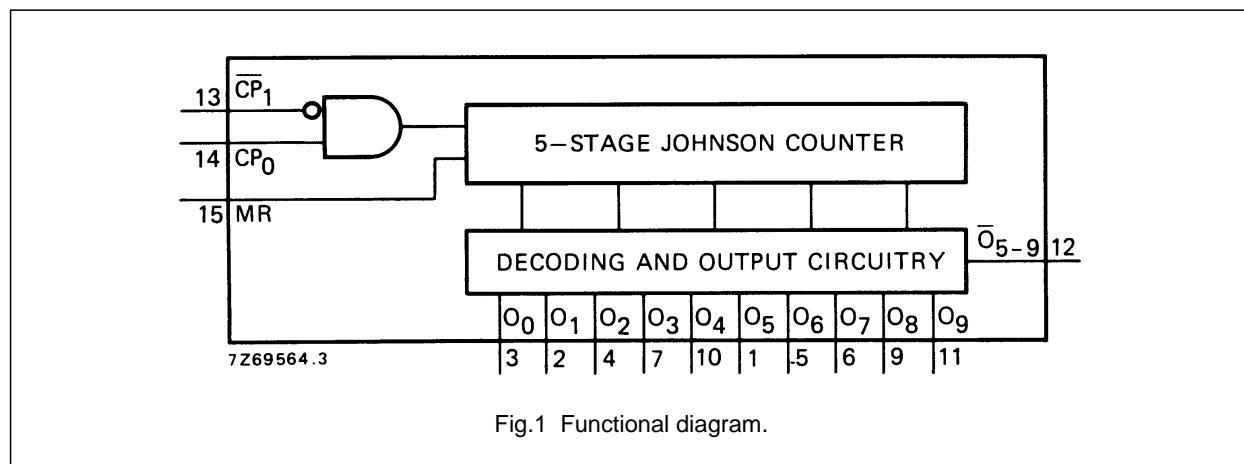 13 C̅P̅₁
5–STAGE JOHNSON COUNTER
14 CP₀
15 MR
O̅₅₋₉ 12
DECODING AND OUTPUT CIRCUITRY
O₀ O₁ O₂ O₃ O₄ O₅ O₆ O₇ O₈ O₉
7Z69564.3
3 2 4 7 10 1 5 6 9 11
Fig.1 Functional diagram.